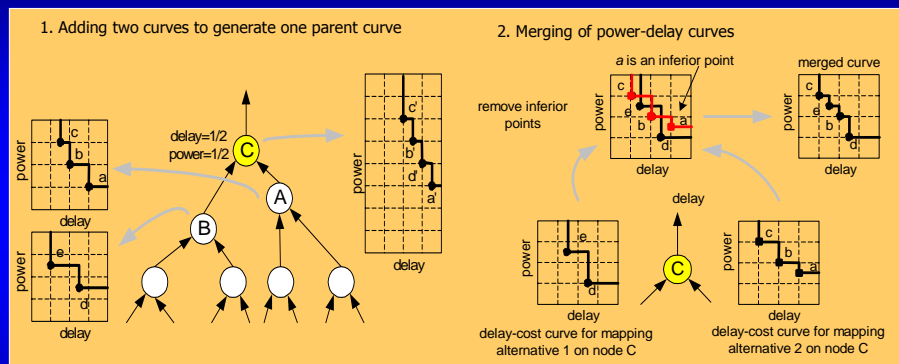 1. Adding two curves to generate one parent curve
delay=1/2
power=1/2
C
A
B
power
c
b
a
delay
power
e
d
delay
power
c'
b'
d'
a'
delay
2. Merging of power-delay curves
a is an inferior point
merged curve
remove inferior
points
power
c
e
b
a
d
delay
power
c
e
b
d
delay
delay
C
power
e
d
delay
delay-cost curve for mapping
alternative 1 on node C
power
c
b
a
delay
delay-cost curve for mapping
alternative 2 on node C